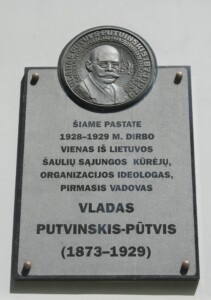 ŠIAME PASTATE
1928-1929 M. DIRBO
VIENAS IŠ LIETUVOS
ŠAULIŲ SĄJUNGOS KŪRĖJŲ,
ORGANIZACIJOS IDEOLOGAS,
PIRMASIS VADOVAS
VLADAS
PUTVINSKIS-PŪTVIS
(1873–1929)